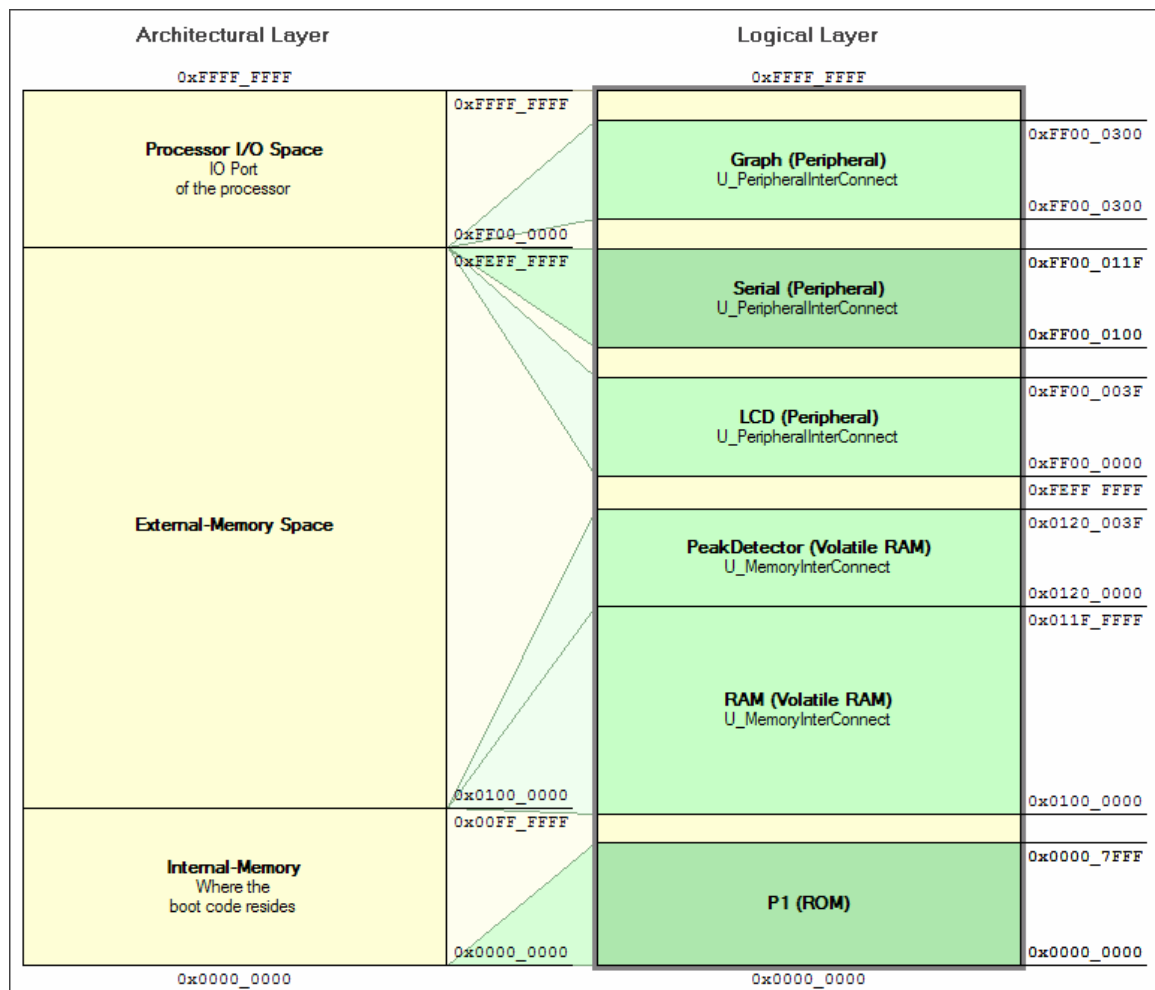 Architectural Layer
Logical Layer
0xFFFF_FFFF
0xFFFF_FFFF
0xFFFF_FFFF
Processor I/O Space
IO Port
of the processor
0xFF00_0000
0xFEFF_FFFF
External-Memory Space
0x0100_0000
0x00FF_FFFF
Internal-Memory
Where the
boot code resides
0x0000_0000
0x0000_0000
0xFF00_0300
Graph (Peripheral)
U_PeripheralInterConnect
0xFF00_0300
0xFF00_011F
Serial (Peripheral)
U_PeripheralInterConnect
0xFF00_0100
0xFF00_003F
LCD (Peripheral)
U_PeripheralInterConnect
0xFF00_0000
0xFEFF FFFF
0x0120_003F
PeakDetector (Volatile RAM)
U_MemoryInterConnect
0x0120_0000
0x011F_FFFF
RAM (Volatile RAM)
U_MemoryInterConnect
0x0100_0000
0x0000_7FFF
P1 (ROM)
0x0000_0000
0x0000_0000